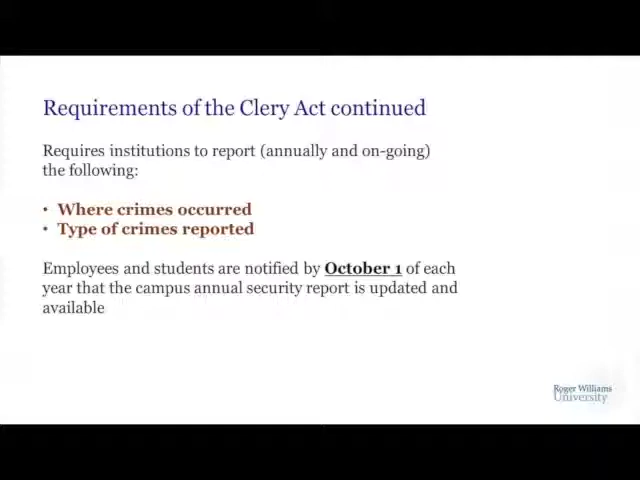 Requirements of the Clery Act continued
Requires institutions to report (annually and on-going)
the following:
• Where crimes occurred
• Type of crimes reported
Employees and students are notified by October 1 of each
year that the campus annual security report is updated and
available
Roger Williams
University